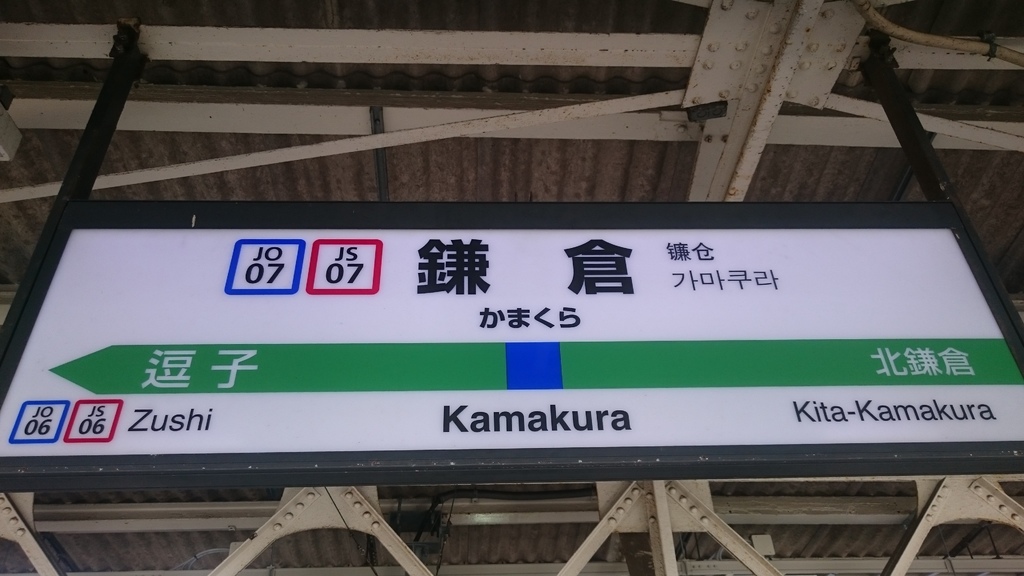 JO 07 JS 07 鎌倉 镰仓
가마쿠라
かまくら
逗子 北鎌倉
JO 06 JS 06 Zushi Kamakura Kita-Kamakura